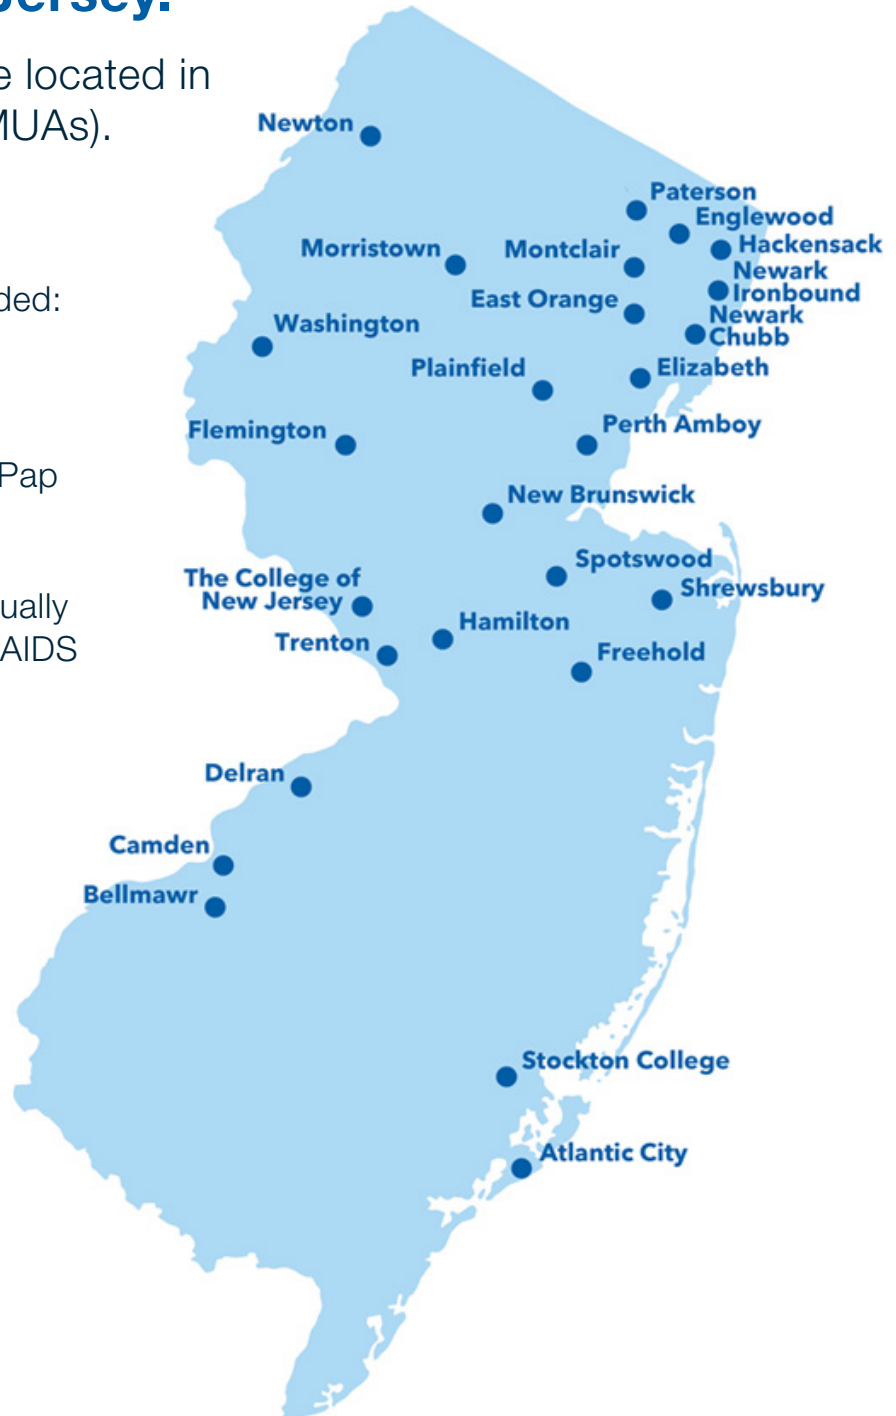 Jersey.
e located in
MUAs).
ded:
Pap
ually
AIDS
Newton
Paterson
Englewood
Morristown
Montclair
Hackensack
Newark
Ironbound
East Orange
Newark
Chubb
Washington
Plainfield
Elizabeth
Flemington
Perth Amboy
New Brunswick
Spotswood
The College of
New Jersey
Shrewsbury
Hamilton
Trenton
Freehold
Delran
Camden
Bellmawr
Stockton College
Atlantic City